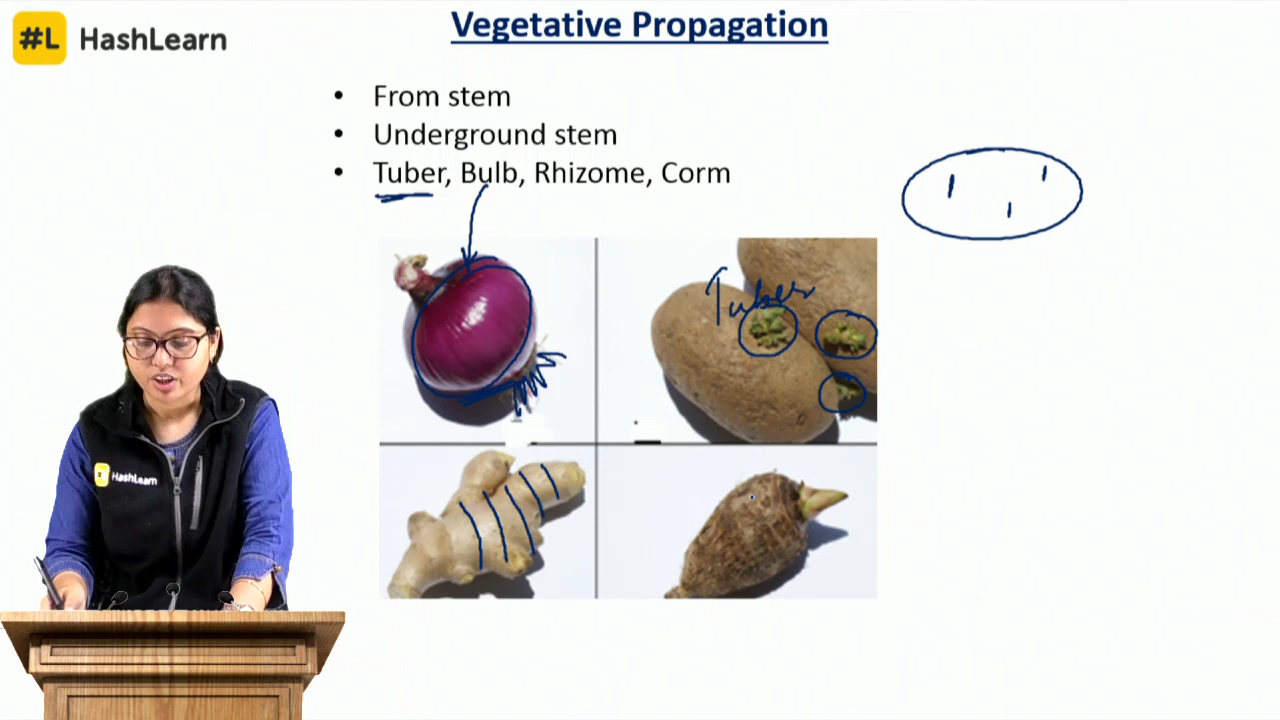 #L HashLearn
Vegetative Propagation
• From stem
• Underground stem
• Tuber, Bulb, Rhizome, Corm
Tuber
HashLearn